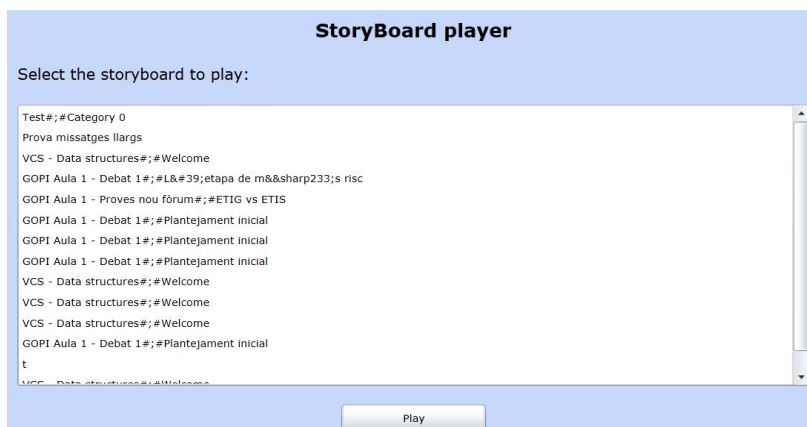 StoryBoard player
Select the storyboard to play:
Test#;#Category 0
Prova missatges llargs
VCS - Data structures#;#Welcome
GOPI Aula 1 - Debat 1#;#L&#39;etapa de m&&sharp233;s risc
GOPI Aula 1 - Proves nou fòrum#;#ETIG vs ETIS
GOPI Aula 1 - Debat 1#;#Plantejament inicial
GOPI Aula 1 - Debat 1#;#Plantejament inicial
GOPI Aula 1 - Debat 1#;#Plantejament inicial
VCS - Data structures#;#Welcome
VCS - Data structures#;#Welcome
VCS - Data structures#;#Welcome
GOPI Aula 1 - Debat 1#;#Plantejament inicial
t
VCS - Data structures#;#Welcome
Play